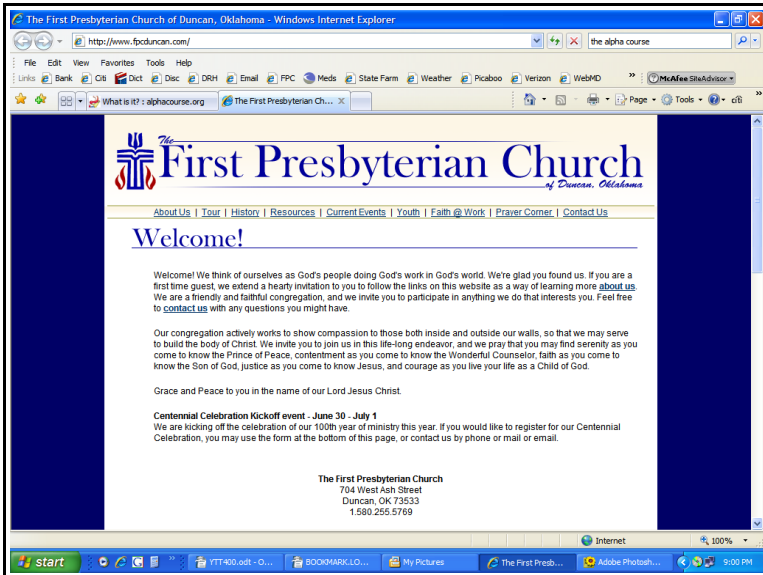 The First Presbyterian Church of Duncan, Oklahoma - Windows Internet Explorer
http://www.fpcduncan.com/ the alpha course
File Edit View Favorites Tools Help
Links Bank Citi Dict Disc DRH Email FPC Meds State Farm Weather Picaboo Verizon WebMD » McAfee SiteAdvisor
What is it? : alphacourse.org The First Presbyterian Ch... X Page Tools citi »
The
First Presbyterian Church
of Duncan, Oklahoma
About Us | Tour | History | Resources | Current Events | Youth | Faith @ Work | Prayer Corner | Contact Us
Welcome!
Welcome! We think of ourselves as God's people doing God's work in God's world. We're glad you found us. If you are a
first time guest, we extend a hearty invitation to you to follow the links on this website as a way of learning more about us.
We are a friendly and faithful congregation, and we invite you to participate in anything we do that interests you. Feel free
to contact us with any questions you might have.
Our congregation actively works to show compassion to those both inside and outside our walls, so that we may serve
to build the body of Christ. We invite you to join us in this life-long endeavor, and we pray that you may find serenity as you
come to know the Prince of Peace, contentment as you come to know the Wonderful Counselor, faith as you come to
know the Son of God, justice as you come to know Jesus, and courage as you live your life as a Child of God.
Grace and Peace to you in the name of our Lord Jesus Christ.
Centennial Celebration Kickoff event - June 30 - July 1
We are kicking off the celebration of our 100th year of ministry this year. If you would like to register for our Centennial
Celebration, you may use the form at the bottom of this page, or contact us by phone or mail or email.
The First Presbyterian Church
704 West Ash Street
Duncan, OK 73533
1.580.255.5769
Internet 100%
start » YTT400.odt - O... BOOKMARK.LO... My Pictures The First Presb... Adobe Photosh... 9:00 PM